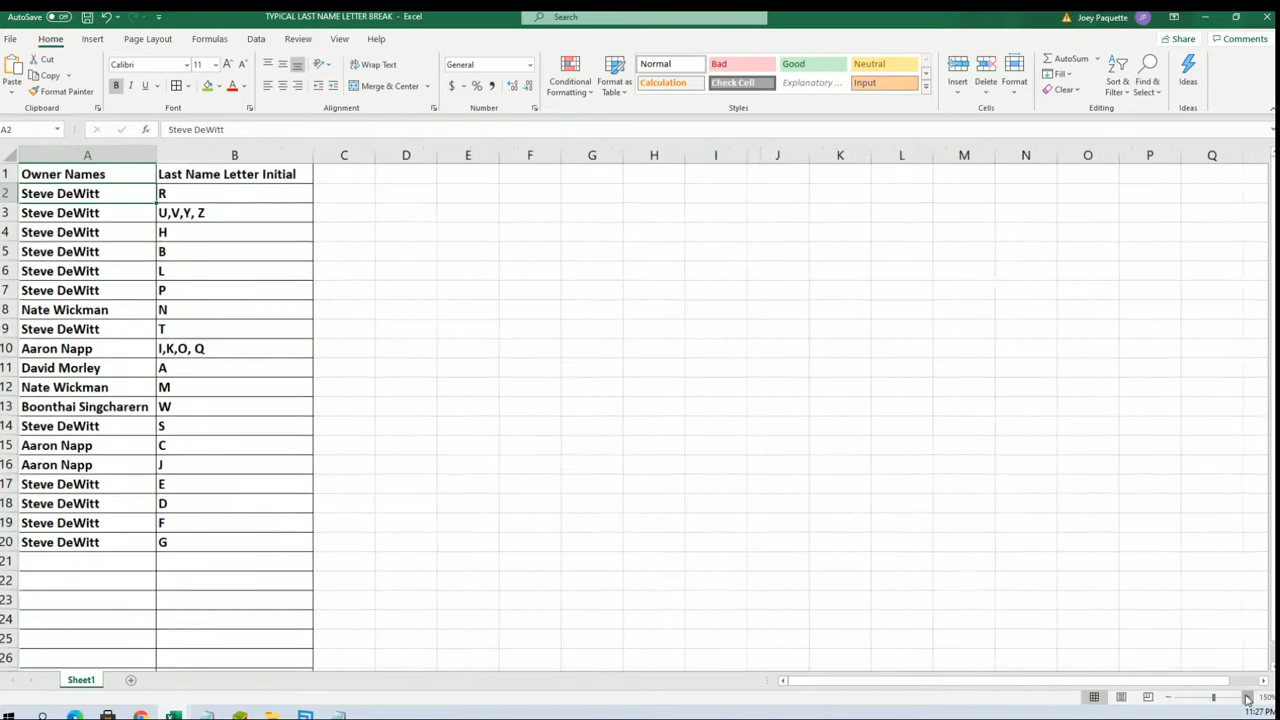 AutoSave Off TYPICAL LAST NAME LETTER BREAK - Excel Search Joey Paquette JP
File Home Insert Page Layout Formulas Data Review View Help Share Comments
Paste Cut Copy Format Painter Clipboard
Calibri 11 B I U A Font
Wrap Text Merge & Center Alignment
General $ % , Number
Conditional Formatting Format as Table
Normal Bad Good Neutral
Calculation Check Cell Explanatory ... Input
Styles
Insert Delete Format Cells
AutoSum Fill Clear Sort & Filter Find & Select Editing
Ideas Ideas
A2 fx Steve DeWitt
A B C D E F G H I J K L M N O P Q
1 Owner Names Last Name Letter Initial
2 Steve DeWitt R
3 Steve DeWitt U,V,Y, Z
4 Steve DeWitt H
5 Steve DeWitt B
6 Steve DeWitt L
7 Steve DeWitt P
8 Nate Wickman N
9 Steve DeWitt T
10 Aaron Napp I,K,O, Q
11 David Morley A
12 Nate Wickman M
13 Boonthai Singcharern W
14 Steve DeWitt S
15 Aaron Napp C
16 Aaron Napp J
17 Steve DeWitt E
18 Steve DeWitt D
19 Steve DeWitt F
20 Steve DeWitt G
21
22
23
24
25
26
Sheet1
150%
11:27 PM